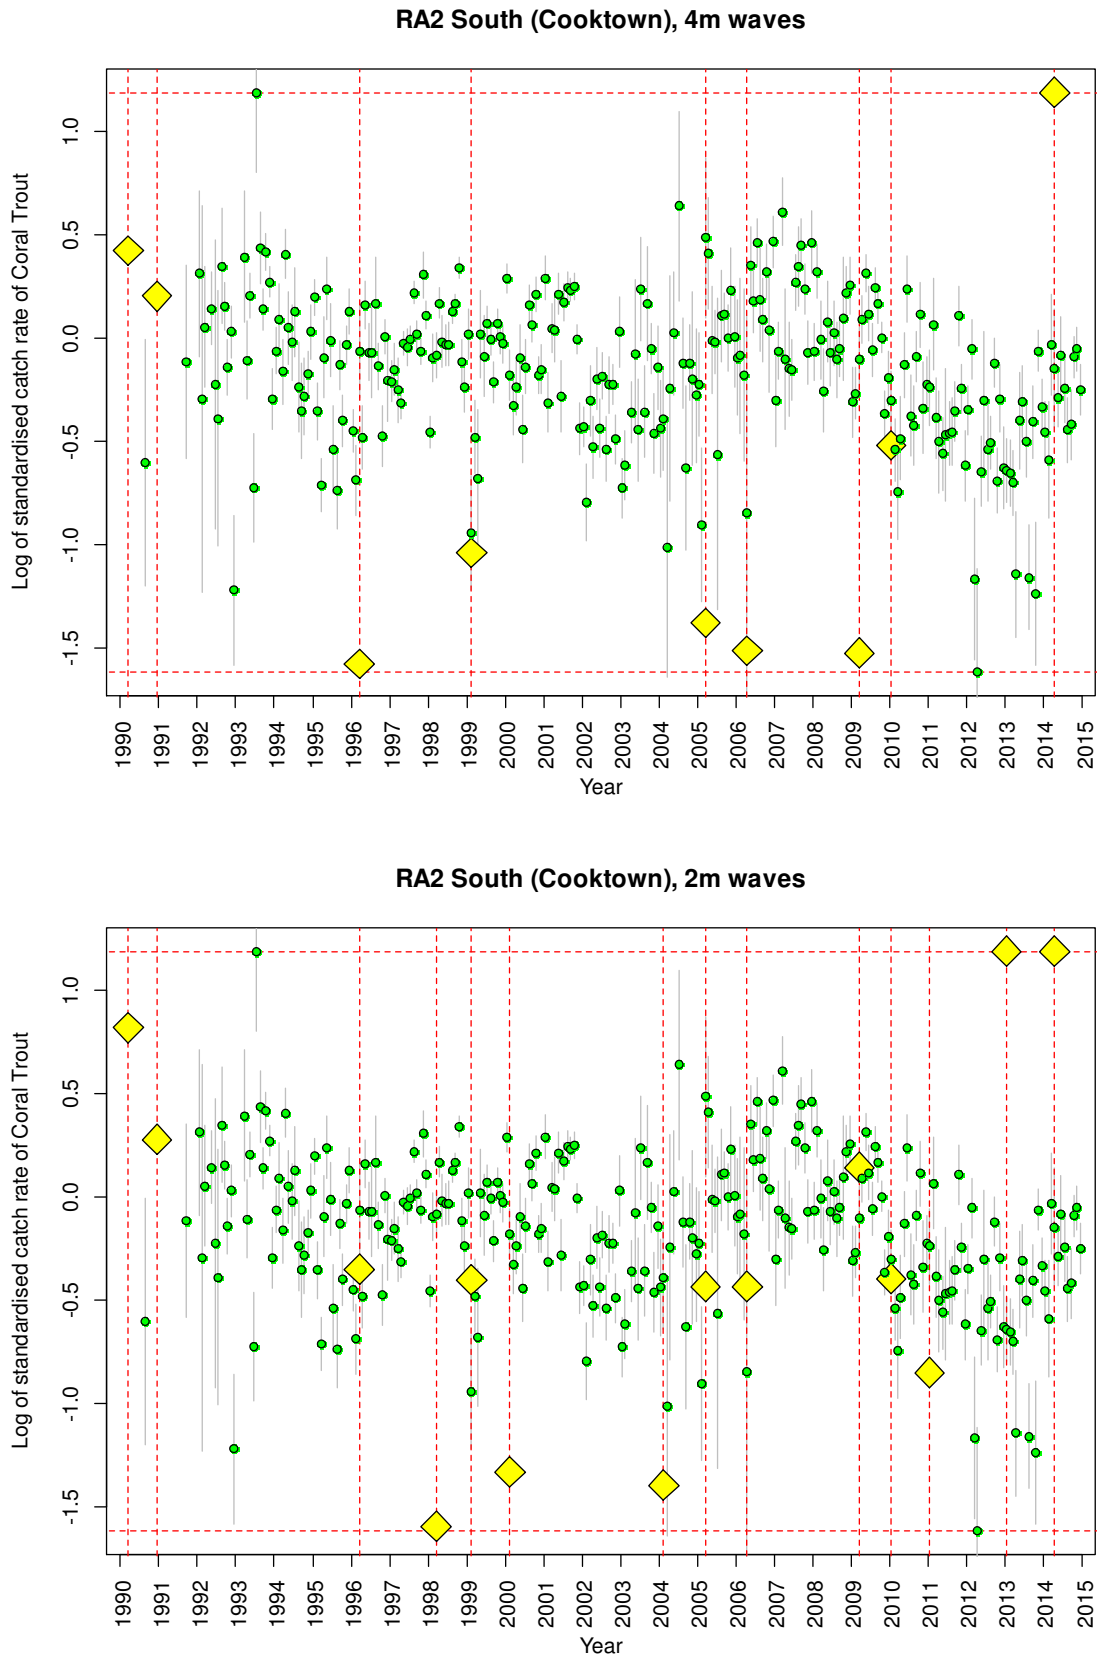 RA2 South (Cooktown), 4m waves
Log of standardised catch rate of Coral Trout
1.0
0.5
0.0
-0.5
-1.0
-1.5
1990 1991 1992 1993 1994 1995 1996 1997 1998 1999 2000 2001 2002 2003 2004 2005 2006 2007 2008 2009 2010 2011 2012 2013 2014 2015
Year
RA2 South (Cooktown), 2m waves
Log of standardised catch rate of Coral Trout
1.0
0.5
0.0
-0.5
-1.0
-1.5
1990 1991 1992 1993 1994 1995 1996 1997 1998 1999 2000 2001 2002 2003 2004 2005 2006 2007 2008 2009 2010 2011 2012 2013 2014 2015
Year